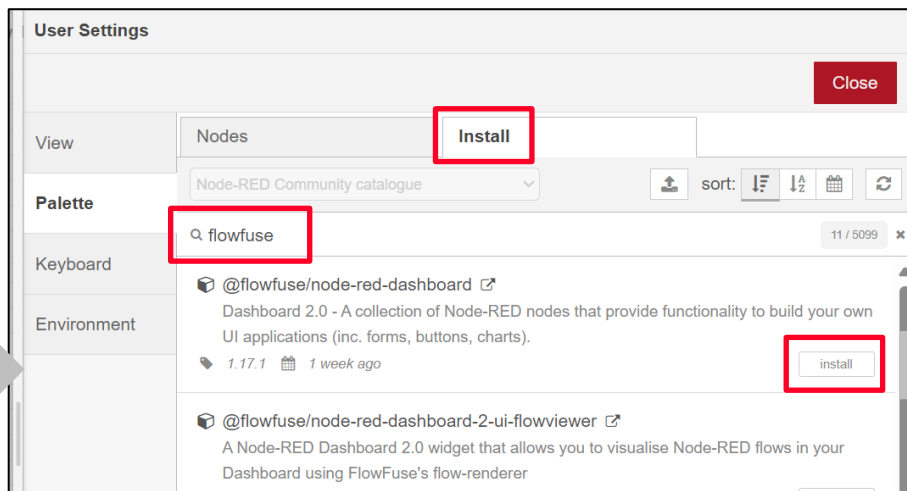 User Settings
Close
View
Palette
Keyboard
Environment
Nodes
Install
Node-RED Community catalogue
sort:
flowfuse
11 / 5099
@flowfuse/node-red-dashboard
Dashboard 2.0 - A collection of Node-RED nodes that provide functionality to build your own
UI applications (inc. forms, buttons, charts).
1.17.1 1 week ago
install
@flowfuse/node-red-dashboard-2-ui-flowviewer
A Node-RED Dashboard 2.0 widget that allows you to visualise Node-RED flows in your
Dashboard using FlowFuse's flow-renderer